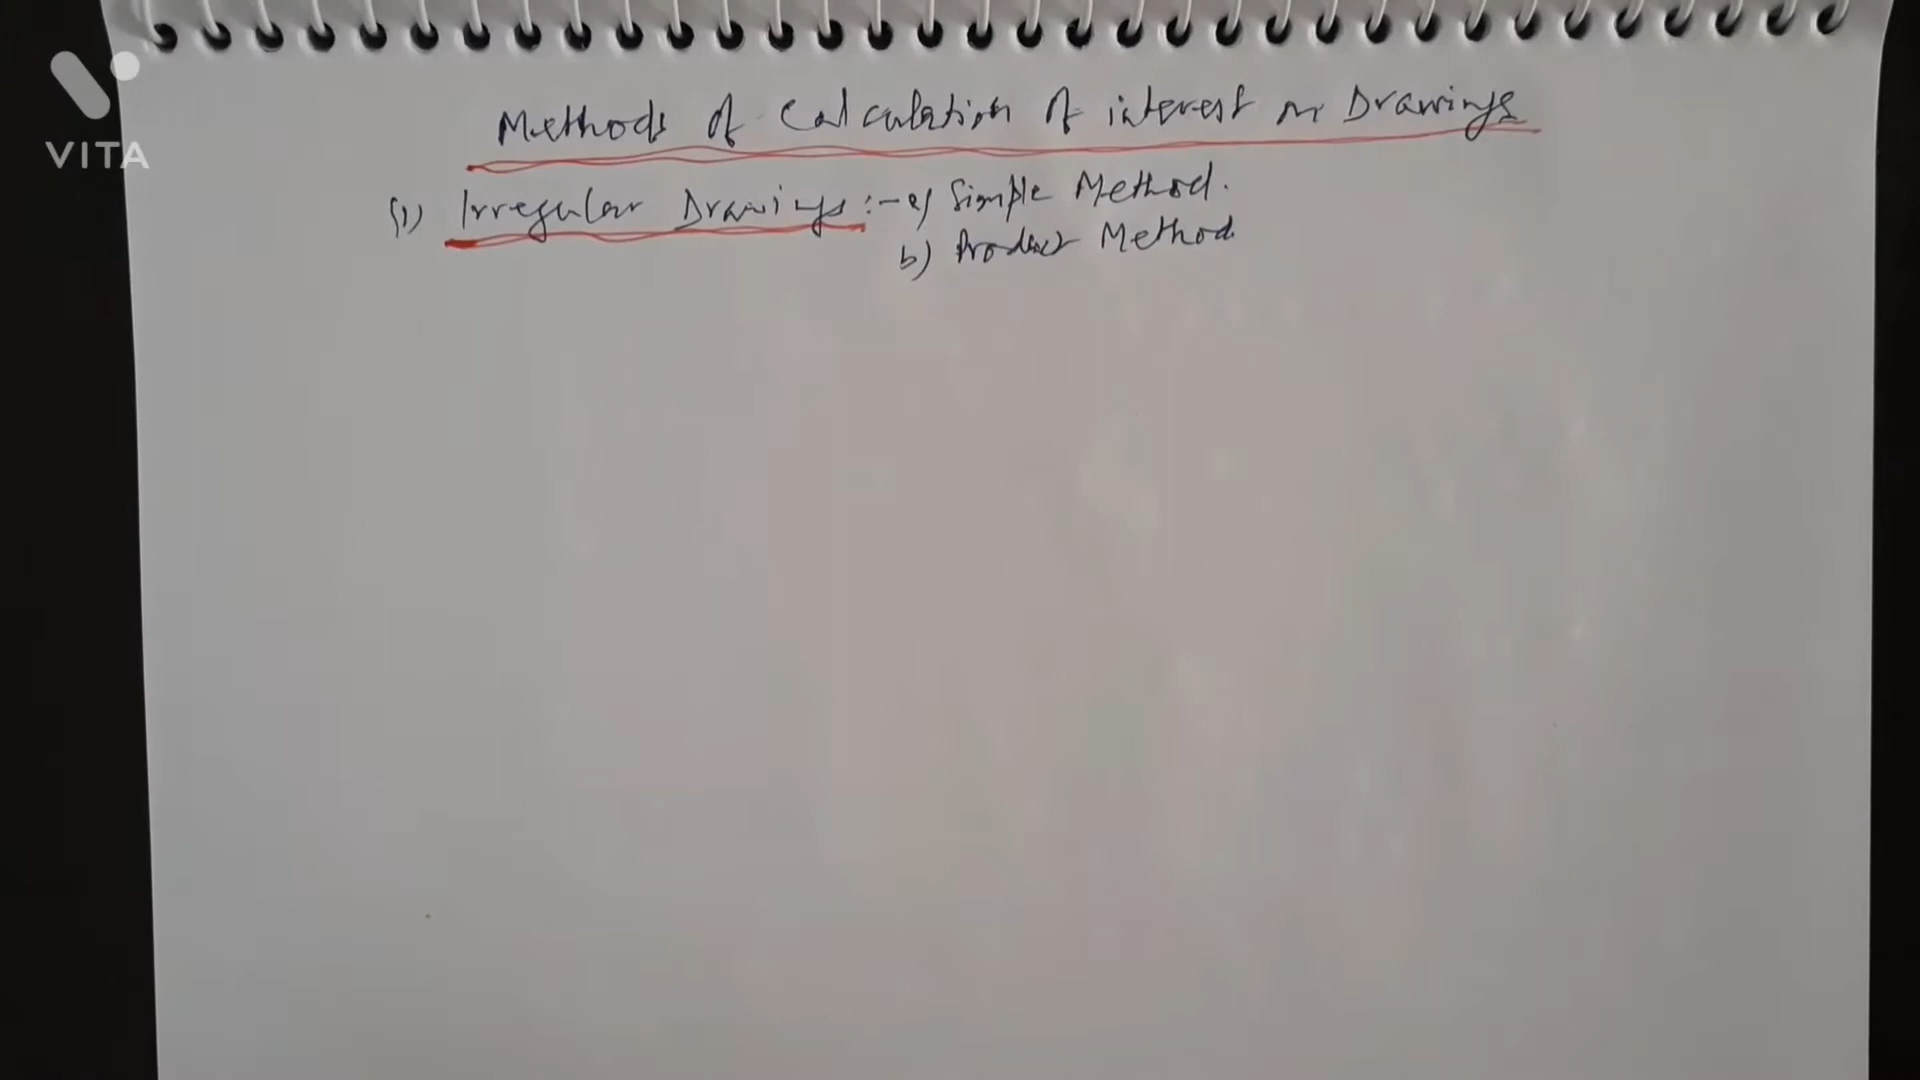 VITA
Methods of Calculation of interest on Drawings
(1) Irregular Drawings :- a) Simple Method.
b) Product Method